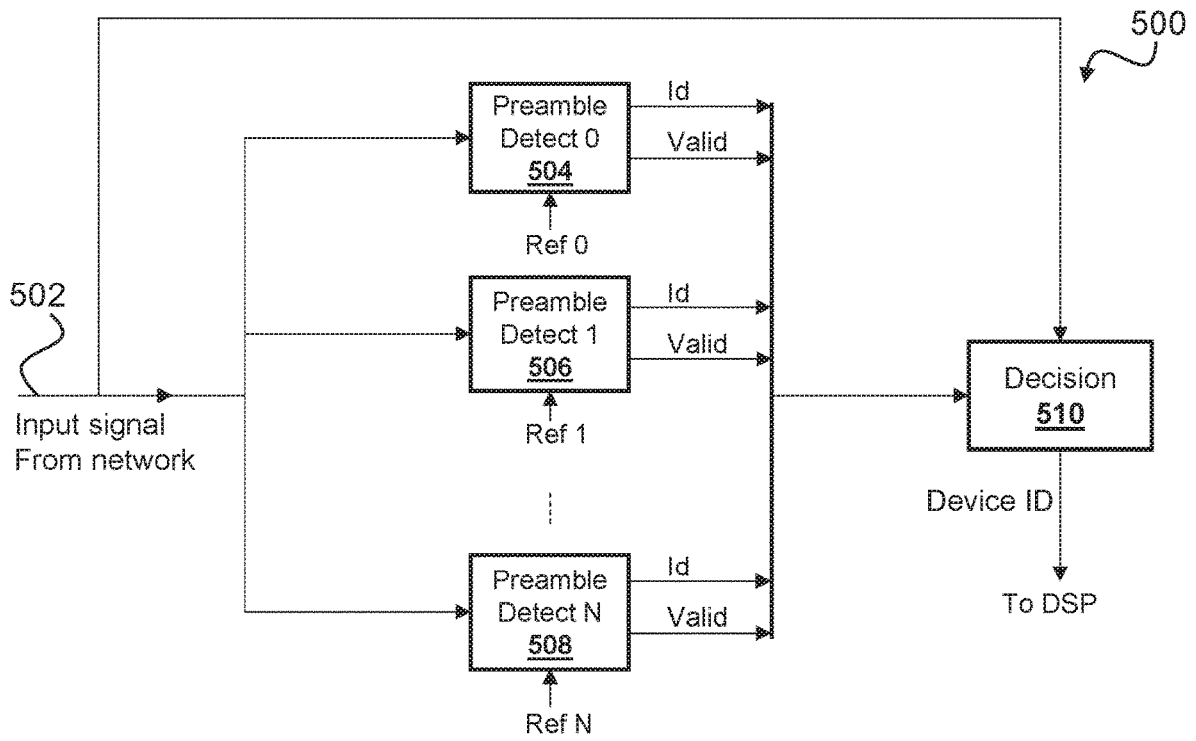 500
Preamble
Detect 0
504
Id
Valid
Ref 0
502
Preamble
Detect 1
506
Id
Valid
Ref 1
Input signal
From network
Decision
510
Device ID
To DSP
Preamble
Detect N
508
Id
Valid
Ref N